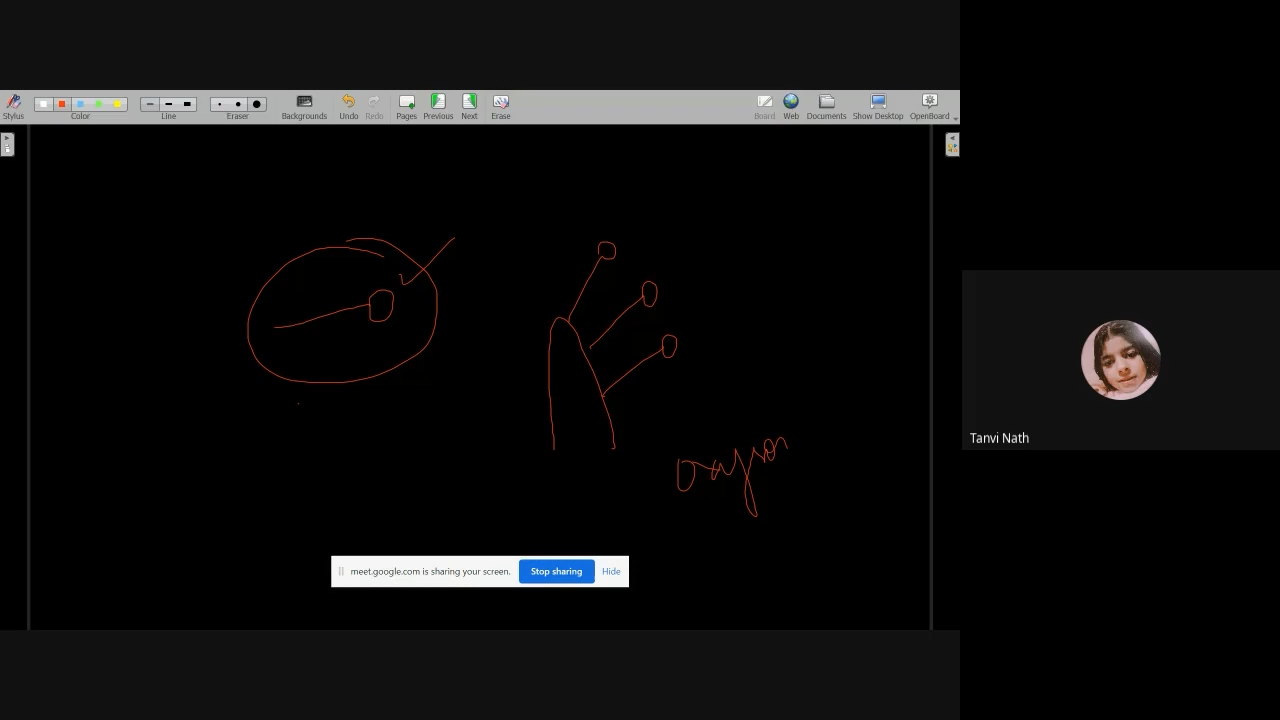 Stylus
Color
Line
Eraser
Backgrounds
Undo
Redo
Pages
Previous
Next
Erase
Board
Web
Documents
Show Desktop
OpenBoard
Tanvi Nath
meet.google.com is sharing your screen.
Stop sharing
Hide